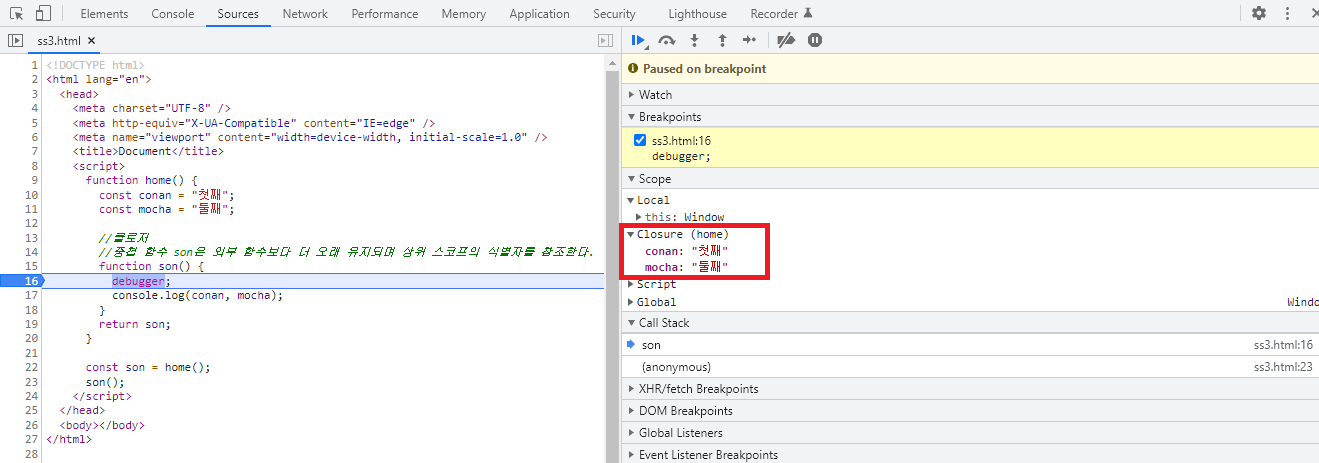 Elements Console Sources Network Performance Memory Application Security Lighthouse Recorder
ss3.html
1 <!DOCTYPE html>
2 <html lang="en">
3 <head>
4 <meta charset="UTF-8" />
5 <meta http-equiv="X-UA-Compatible" content="IE=edge" />
6 <meta name="viewport" content="width=device-width, initial-scale=1.0" />
7 <title>Document</title>
8 <script>
9 function home() {
10 const conan = "첫째";
11 const mocha = "둘째";
12
13 //클로저
14 //중첩 함수 son은 외부 함수보다 더 오래 유지되며 상위 스코프의 식별자를 참조한다.
15 function son() {
16 debugger;
17 console.log(conan, mocha);
18 }
19 return son;
20 }
21
22 const son = home();
23 son();
24 </script>
25 </head>
26 <body></body>
27 </html>
28
Paused on breakpoint
Watch
Breakpoints
ss3.html:16
debugger;
Scope
Local
this: Window
Closure (home)
conan: "첫째"
mocha: "둘째"
Script
Global Windo
Call Stack
son ss3.html:16
(anonymous) ss3.html:23
XHR/fetch Breakpoints
DOM Breakpoints
Global Listeners
Event Listener Breakpoints